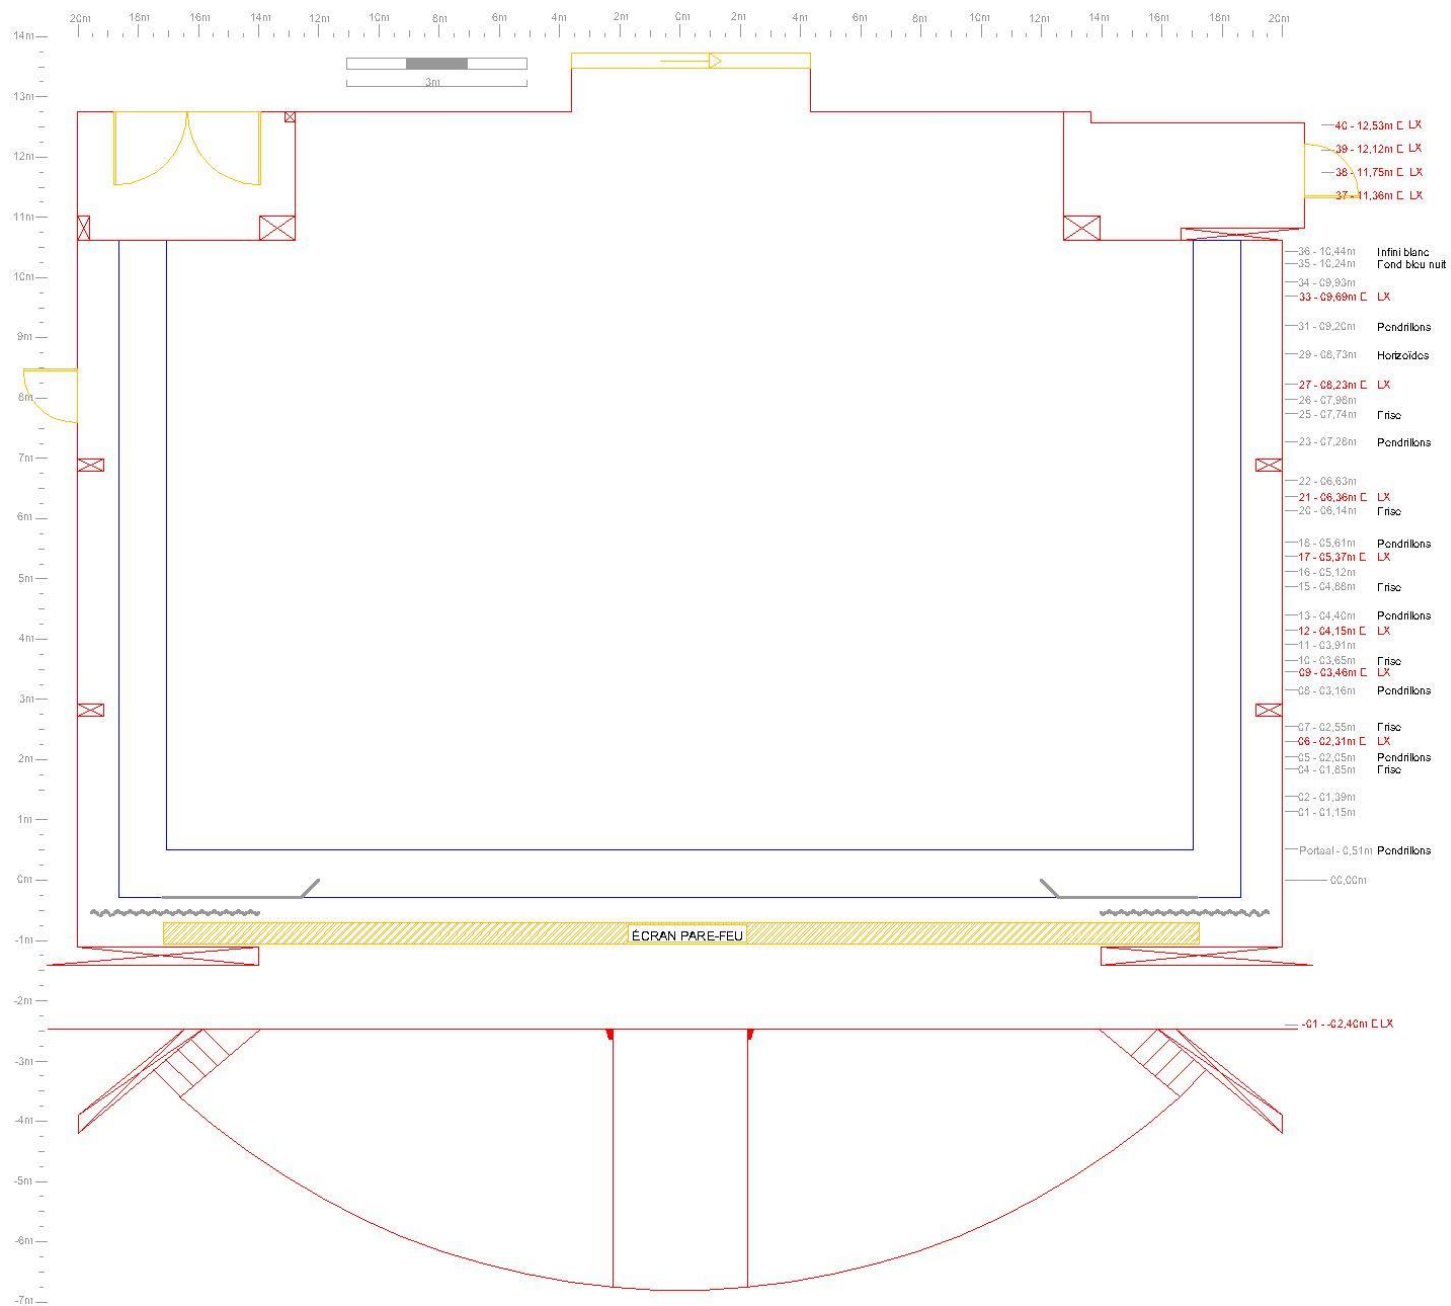 20m 18m 16m 14m 12m 10m 8m 6m 4m 2m 0m 2m 4m 6m 8m 10m 12m 14m 16m 18m 20m
14m
3m
13m
40 - 12,53m E LX
12m
39 - 12,12m E LX
38 - 11,75m E LX
37 - 11,36m E LX
11m
36 - 10,44m Infini blanc
35 - 10,24m Fond bleu nuit
10m
34 - 09,93m
33 - 09,69m E LX
31 - 09,20m Pendrillons
9m
29 - 08,73m Horizoïdes
27 - 08,23m E LX
8m
26 - 07,98m
25 - 07,74m Frise
23 - 07,28m Pendrillons
7m
22 - 06,63m
21 - 06,36m E LX
20 - 06,14m Frise
6m
18 - 05,61m Pendrillons
17 - 05,37m E LX
16 - 05,12m
5m
15 - 04,88m Frise
13 - 04,40m Pendrillons
12 - 04,15m E LX
4m
11 - 03,91m
10 - 03,65m Frise
09 - 03,46m E LX
08 - 03,16m Pendrillons
3m
07 - 02,55m Frise
06 - 02,31m E LX
05 - 02,05m Pendrillons
2m
04 - 01,85m Frise
02 - 01,39m
01 - 01,15m
1m
Portaal - 0,51m Pendrillons
0m
00,00m
ÉCRAN PARE-FEU
-1m
-2m
-01 - -02,40m E LX
-3m
-4m
-5m
-6m
-7m